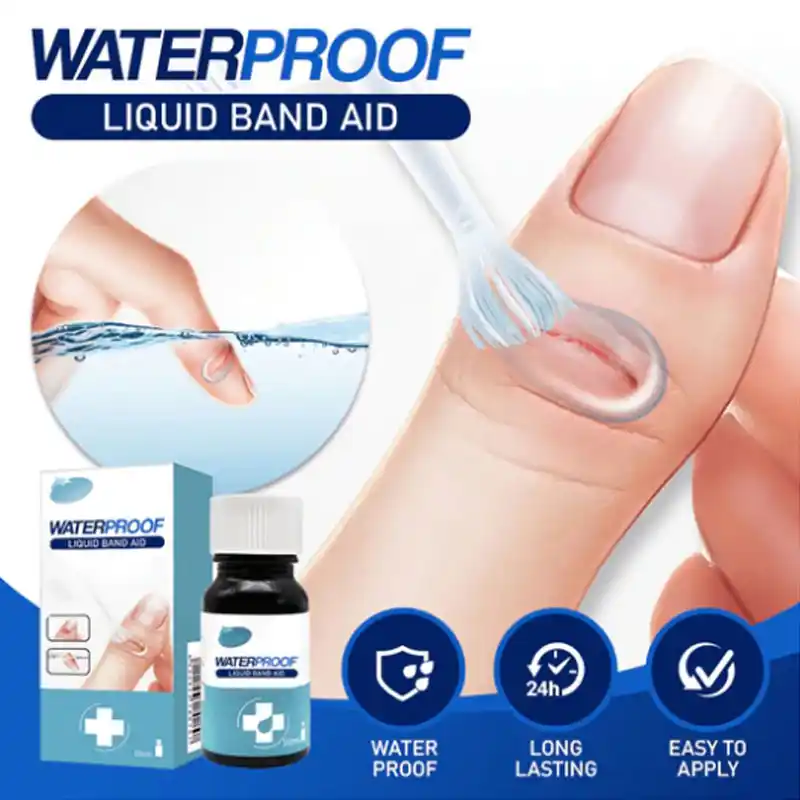 WATERPROOF
LIQUID BAND AID
WATERPROOF
LIQUID BAND AID
WATERPROOF
LIQUID BAND AID
24h
WATER
PROOF
LONG
LASTING
EASY TO
APPLY